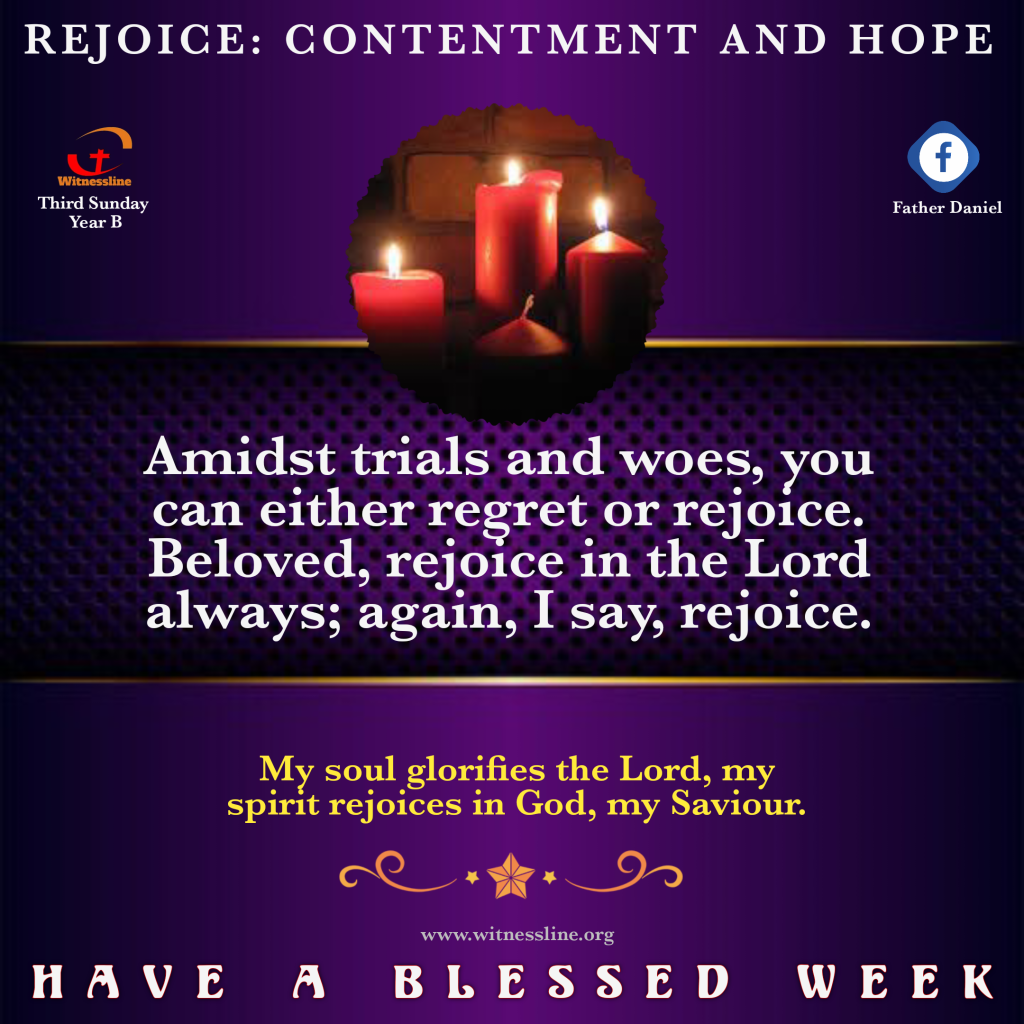 REJOICE: CONTENTMENT AND HOPE
Witnessline
Third Sunday
Year B
Father Daniel
Amidst trials and woes, you
can either regret or rejoice.
Beloved, rejoice in the Lord
always; again, I say, rejoice.
My soul glorifies the Lord, my
spirit rejoices in God, my Saviour.
www.witnessline.org
HAVE A BLESSED WEEK